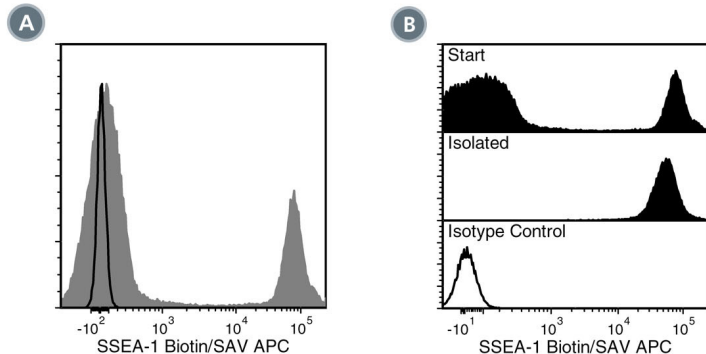 A
-10²
10³
10⁴
10⁵
SSEA-1 Biotin/SAV APC
B
Start
Isolated
Isotype Control
-10¹
10³
10⁴
10⁵
SSEA-1 Biotin/SAV APC